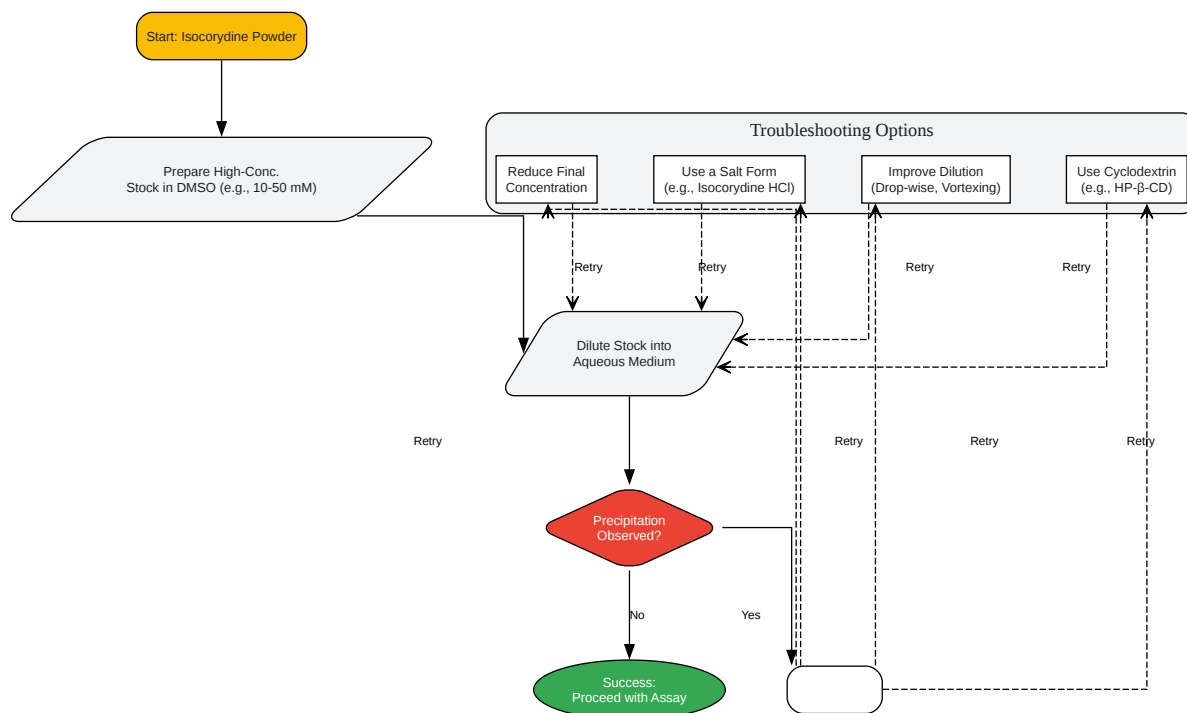 Start: Isocorydine Powder
Prepare High-Conc.
Stock in DMSO (e.g., 10-50 mM)
Troubleshooting Options
Reduce Final
Concentration
Use a Salt Form
(e.g., Isocorydine HCl)
Improve Dilution
(Drop-wise, Vortexing)
Use Cyclodextrin
(e.g., HP-β-CD)
Retry
Retry
Retry
Retry
Dilute Stock into
Aqueous Medium
Retry
Retry
Retry
Retry
Precipitation
Observed?
No
Yes
Success:
Proceed with Assay